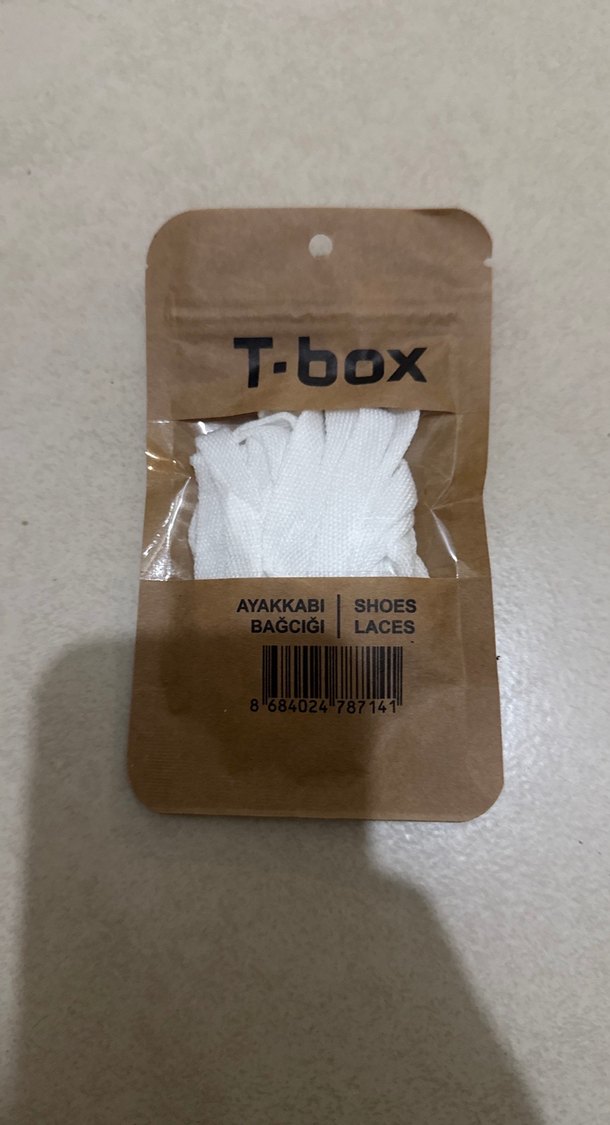 T·box
AYAKKABI | SHOES
BAĞCIĞI | LACES
8 684024 787141